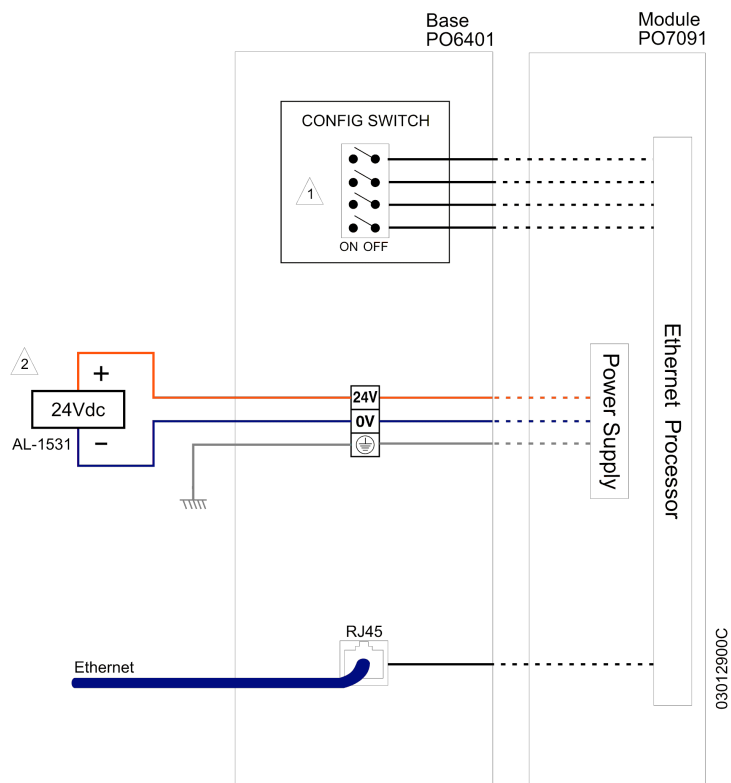 Base
PO6401
Module
PO7091
CONFIG SWITCH
1
ON OFF
2
+
24Vdc
−
AL-1531
24V
0V
Power Supply
Ethernet Processor
RJ45
Ethernet
03012900C